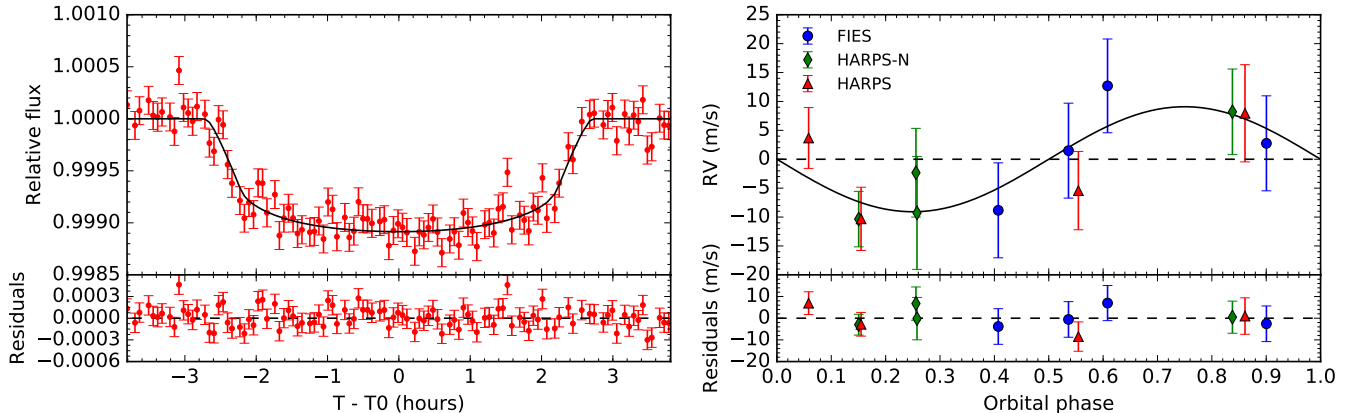 1.0010
1.0005
1.0000
0.9995
0.9990
0.9985
Relative flux
0.0003
0.0000
−0.0003
−0.0006
Residuals
−3 −2 −1 0 1 2 3
T - T0 (hours)
25
20
15
10
5
0
−5
−10
−15
−20
RV (m/s)
FIES
HARPS-N
HARPS
10
0
−10
−20
Residuals (m/s)
0.0 0.1 0.2 0.3 0.4 0.5 0.6 0.7 0.8 0.9 1.0
Orbital phase